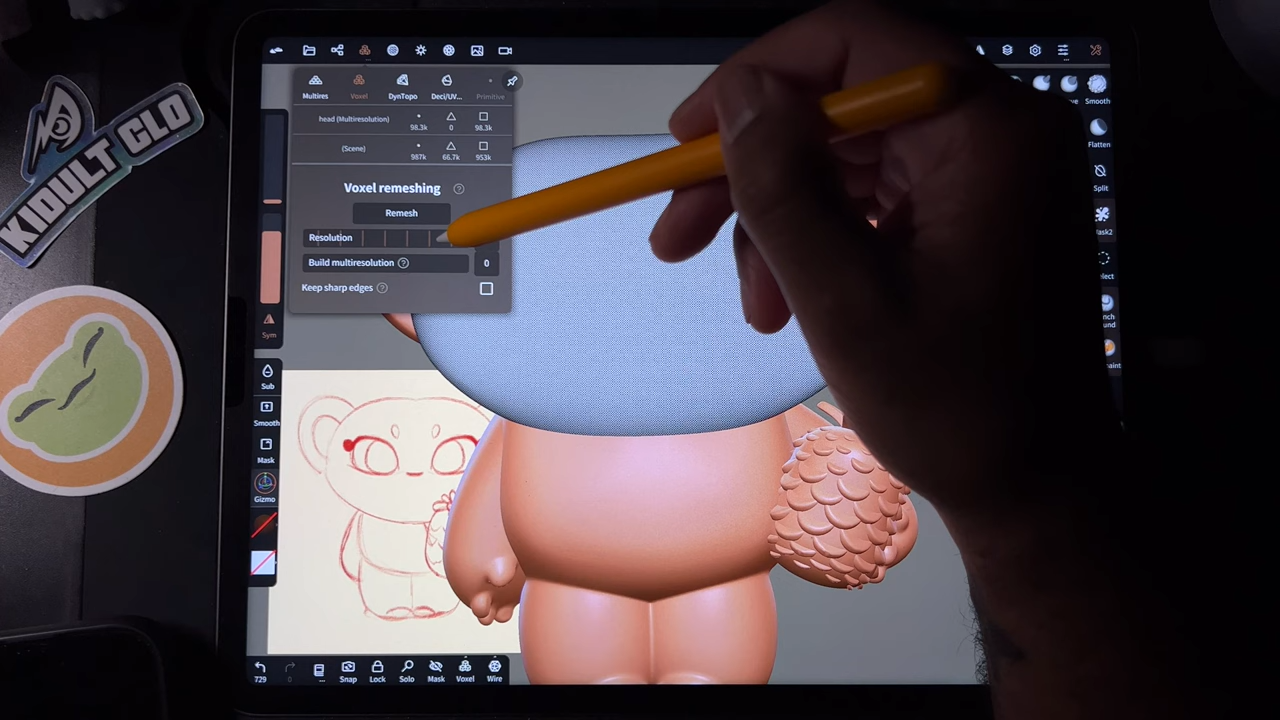 KIDULT CLO
Multires
Voxel
DynTopo
Deci/UV...
Primitive
head (Multiresolution)
98.3k
0
98.3k
(Scene)
987k
66.7k
953k
Voxel remeshing ?
Remesh
Resolution
Build multiresolution ?
0
Keep sharp edges ?
Sym
Sub
Smooth
Mask
Gizmo
Smooth
Flatten
Split
729
0
...
Snap
Lock
Solo
Mask
Voxel
Wire